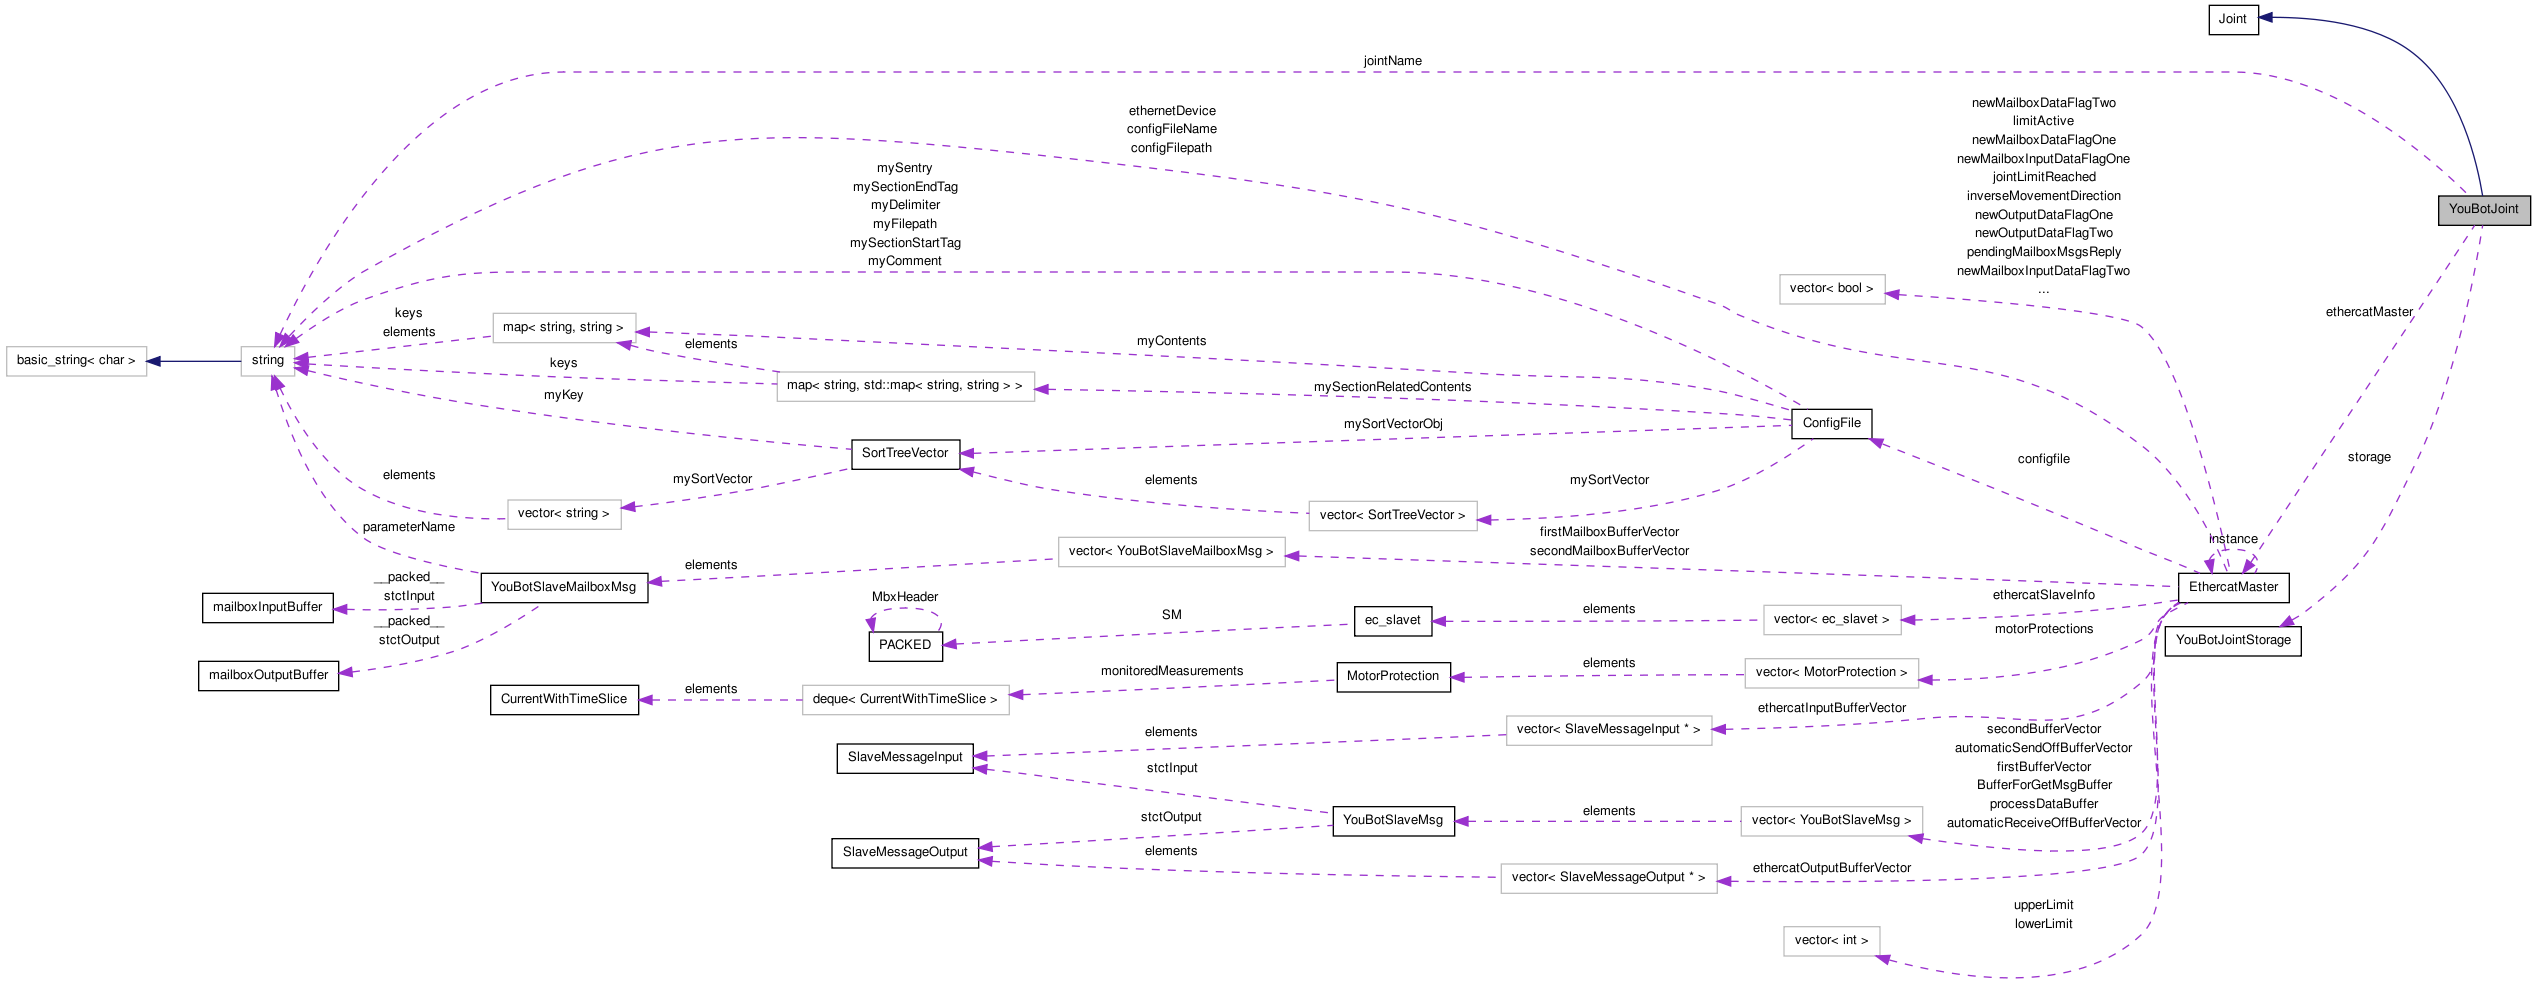 Joint
jointName
YouBotJoint
ethernetDevice
configFileName
configFilepath
newMailboxDataFlagTwo
limitActive
newMailboxDataFlagOne
newMailboxInputDataFlagOne
jointLimitReached
inverseMovementDirection
newOutputDataFlagOne
newOutputDataFlagTwo
pendingMailboxMsgsReply
newMailboxInputDataFlagTwo
...
mySentry
mySectionEndTag
myDelimiter
myFilepath
mySectionStartTag
myComment
vector< bool >
ethercatMaster
keys
elements
map< string, string >
myContents
elements
basic_string< char >
string
keys
map< string, std::map< string, string > >
mySectionRelatedContents
myKey
ConfigFile
mySortVectorObj
SortTreeVector
configfile
storage
elements
mySortVector
elements
mySortVector
vector< string >
vector< SortTreeVector >
parameterName
firstMailboxBufferVector
secondMailboxBufferVector
instance
vector< YouBotSlaveMailboxMsg >
elements
__packed__
stctInput
YouBotSlaveMailboxMsg
EthercatMaster
mailboxInputBuffer
MbxHeader
ethercatSlaveInfo
__packed__
stctOutput
SM
elements
ec_slavet
vector< ec_slavet >
motorProtections
PACKED
YouBotJointStorage
mailboxOutputBuffer
monitoredMeasurements
elements
MotorProtection
vector< MotorProtection >
CurrentWithTimeSlice
elements
deque< CurrentWithTimeSlice >
ethercatInputBufferVector
elements
vector< SlaveMessageInput * >
SlaveMessageInput
stctInput
secondBufferVector
automaticSendOffBufferVector
firstBufferVector
BufferForGetMsgBuffer
processDataBuffer
automaticReceiveOffBufferVector
stctOutput
YouBotSlaveMsg
elements
vector< YouBotSlaveMsg >
SlaveMessageOutput
elements
vector< SlaveMessageOutput * >
ethercatOutputBufferVector
upperLimit
lowerLimit
vector< int >